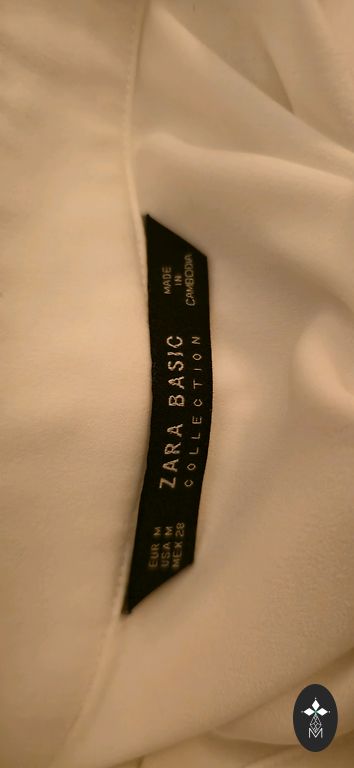 EUR M
USA M
MEX 28
ZARA BASIC
COLLECTION
MADE
IN
CAMBODIA
M